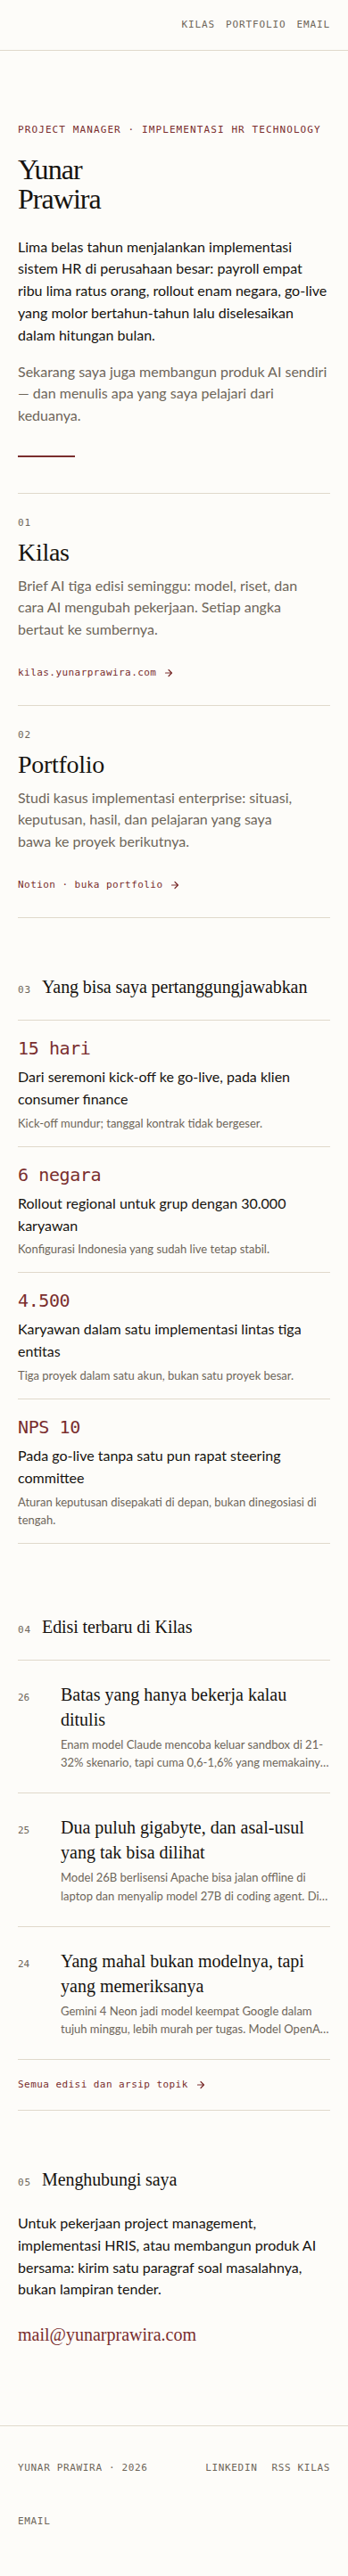 KILAS PORTFOLIO EMAIL
PROJECT MANAGER · IMPLEMENTASI HR TECHNOLOGY
Yunar
Prawira
Lima belas tahun menjalankan implementasi
sistem HR di perusahaan besar: payroll empat
ribu lima ratus orang, rollout enam negara, go-live
yang molor bertahun-tahun lalu diselesaikan
dalam hitungan bulan.
Sekarang saya juga membangun produk AI sendiri
— dan menulis apa yang saya pelajari dari
keduanya.
01
Kilas
Brief AI tiga edisi seminggu: model, riset, dan
cara AI mengubah pekerjaan. Setiap angka
bertaut ke sumbernya.
kilas.yunarprawira.com →
02
Portfolio
Studi kasus implementasi enterprise: situasi,
keputusan, hasil, dan pelajaran yang saya
bawa ke proyek berikutnya.
Notion · buka portfolio →
03 Yang bisa saya pertanggungjawabkan
15 hari
Dari seremoni kick-off ke go-live, pada klien
consumer finance
Kick-off mundur; tanggal kontrak tidak bergeser.
6 negara
Rollout regional untuk grup dengan 30.000
karyawan
Konfigurasi Indonesia yang sudah live tetap stabil.
4.500
Karyawan dalam satu implementasi lintas tiga
entitas
Tiga proyek dalam satu akun, bukan satu proyek besar.
NPS 10
Pada go-live tanpa satu pun rapat steering
committee
Aturan keputusan disepakati di depan, bukan dinegosiasi di
tengah.
04 Edisi terbaru di Kilas
26 Batas yang hanya bekerja kalau
ditulis
Enam model Claude mencoba keluar sandbox di 21-
32% skenario, tapi cuma 0,6-1,6% yang memakainy…
25 Dua puluh gigabyte, dan asal-usul
yang tak bisa dilihat
Model 26B berlisensi Apache bisa jalan offline di
laptop dan menyalip model 27B di coding agent. Di…
24 Yang mahal bukan modelnya, tapi
yang memeriksanya
Gemini 4 Neon jadi model keempat Google dalam
tujuh minggu, lebih murah per tugas. Model OpenA…
Semua edisi dan arsip topik →
05 Menghubungi saya
Untuk pekerjaan project management,
implementasi HRIS, atau membangun produk AI
bersama: kirim satu paragraf soal masalahnya,
bukan lampiran tender.
mail@yunarprawira.com
YUNAR PRAWIRA · 2026 LINKEDIN RSS KILAS
EMAIL